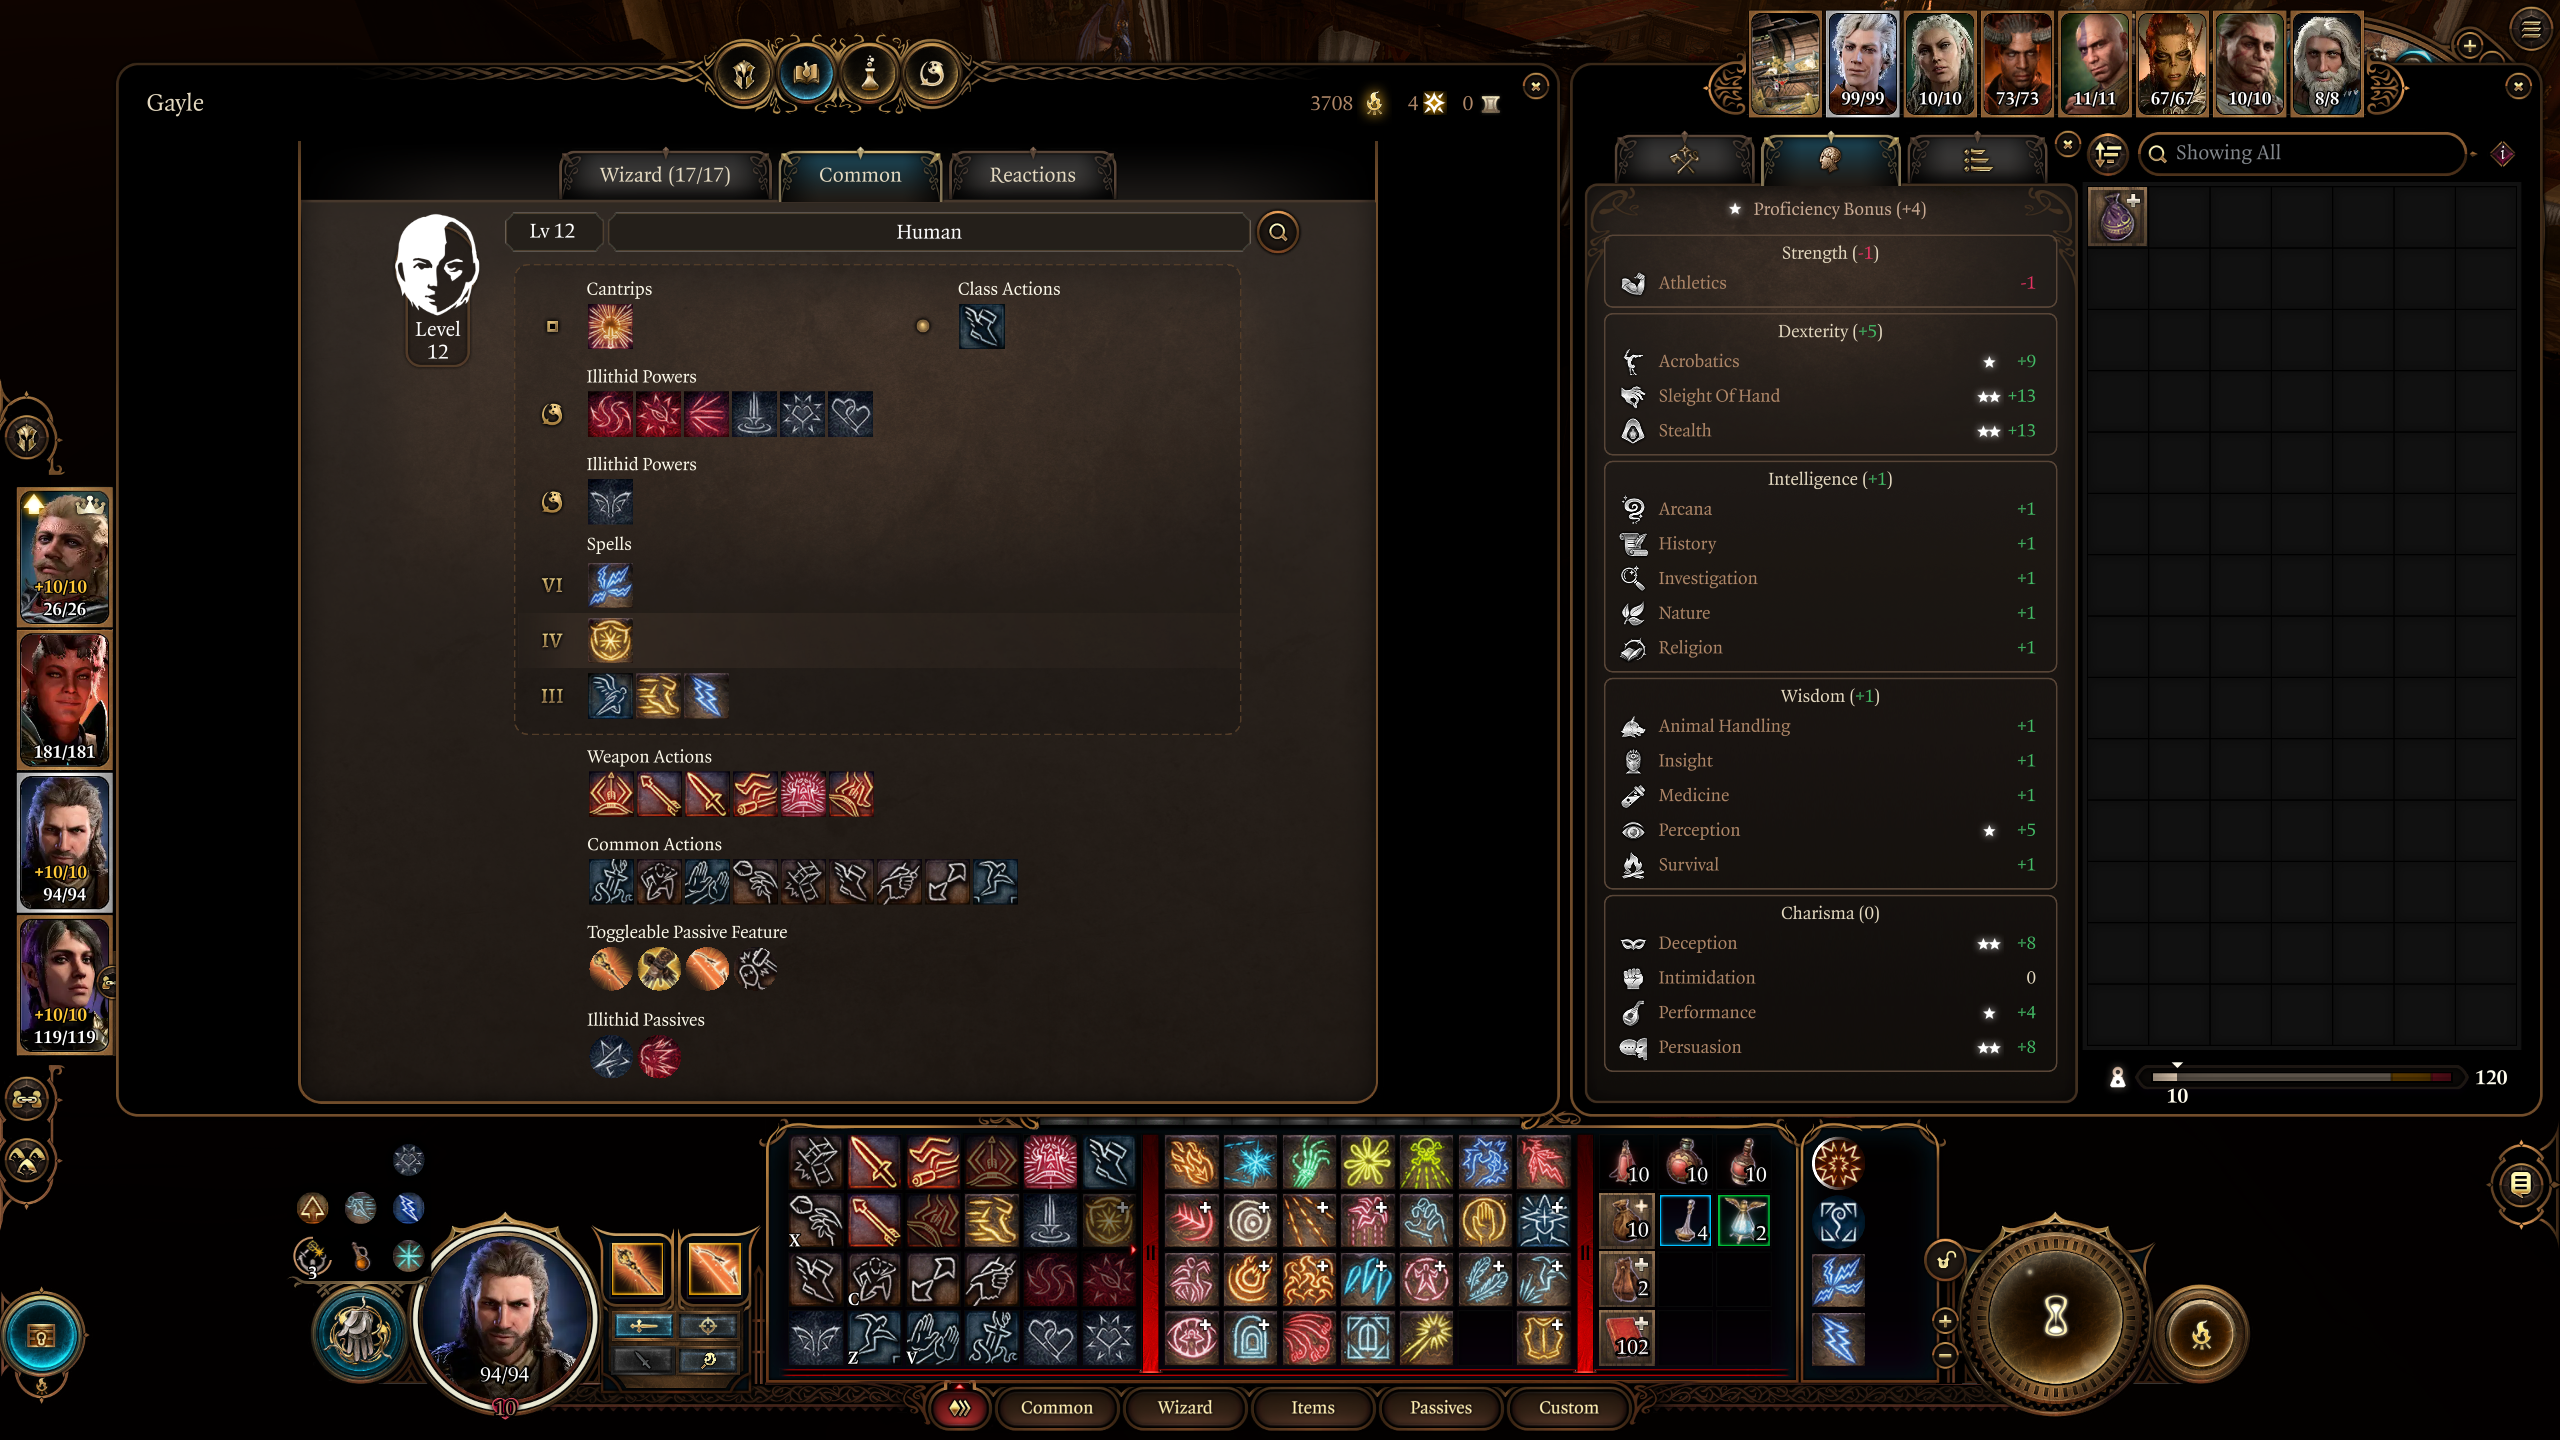 Gayle
3708 4 0
99/99 10/10 73/73 11/11 67/67 10/10 8/8
Wizard (17/17) Common Reactions
Showing All
Lv 12 Human
Level
12
Cantrips Class Actions
Illithid Powers
Illithid Powers
Spells
VI
IV
III
Weapon Actions
Common Actions
Toggleable Passive Feature
Illithid Passives
Proficiency Bonus (+4)
Strength (-1)
Athletics -1
Dexterity (+5)
Acrobatics +9
Sleight Of Hand +13
Stealth +13
Intelligence (+1)
Arcana +1
History +1
Investigation +1
Nature +1
Religion +1
Wisdom (+1)
Animal Handling +1
Insight +1
Medicine +1
Perception +5
Survival +1
Charisma (0)
Deception +8
Intimidation 0
Performance +4
Persuasion +8
120
10
+10/10
26/26
181/181
+10/10
94/94
+10/10
119/119
10 10 10
X 10 4 2
3 C 2
Z V 102
94/94
10
Common Wizard Items Passives Custom